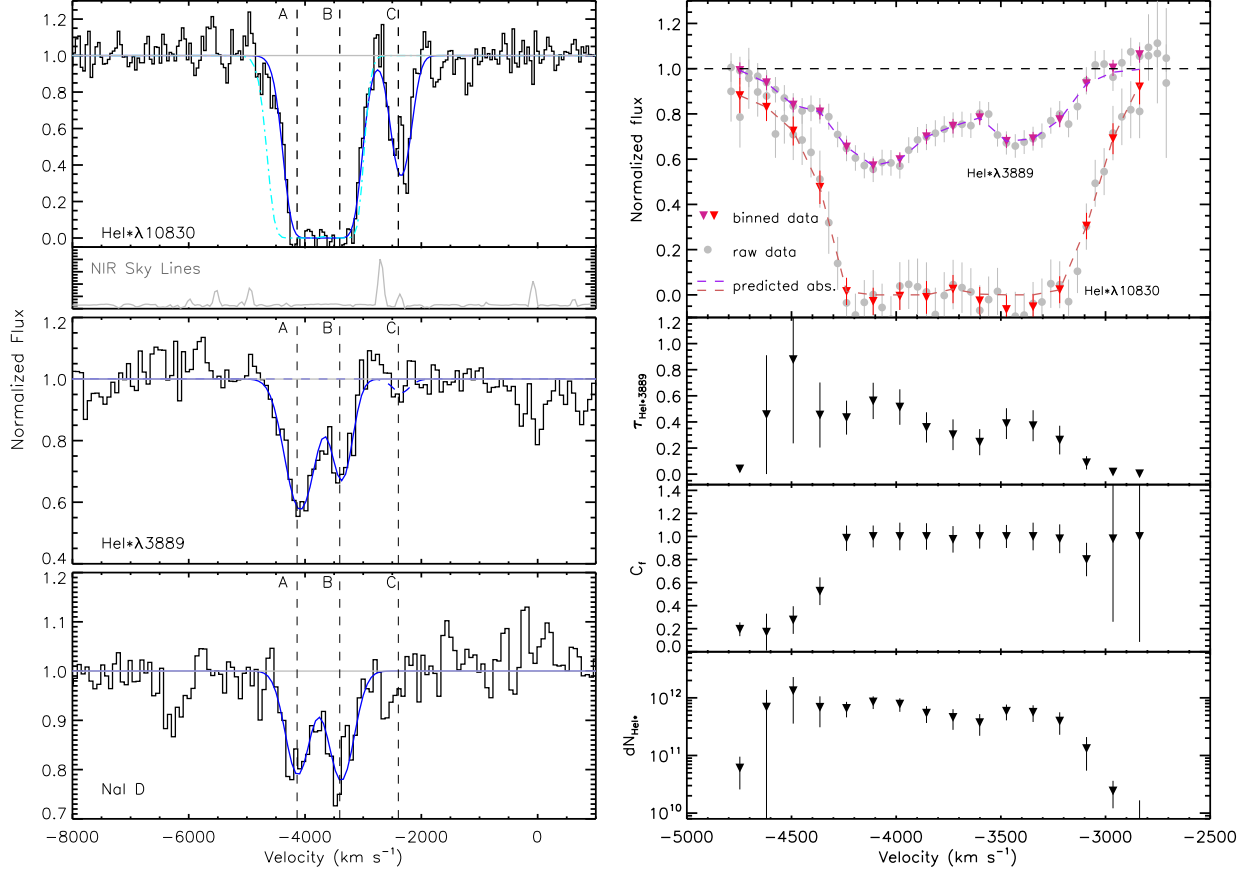 A B C
1.2
1.0
0.8
0.6
0.4
0.2
0.0
HeI*λ10830
NIR Sky Lines
Normalized Flux
A B C
1.2
1.0
0.8
0.6
0.4
HeI*λ3889
A B C
1.2
1.1
1.0
0.9
0.8
0.7
NaI D
-8000 -6000 -4000 -2000 0
Velocity (km s⁻¹)
Normalized flux
1.2
1.0
0.8
0.6
0.4
0.2
0.0
HeI*λ3889
binned data
raw data
predicted abs.
HeI*λ10830
τHeI*3889
1.2
1.0
0.8
0.6
0.4
0.2
0.0
Cf
1.4
1.2
1.0
0.8
0.6
0.4
0.2
0.0
dNHeI*
10¹²
10¹¹
10¹⁰
-5000 -4500 -4000 -3500 -3000 -2500
Velocity (km s⁻¹)